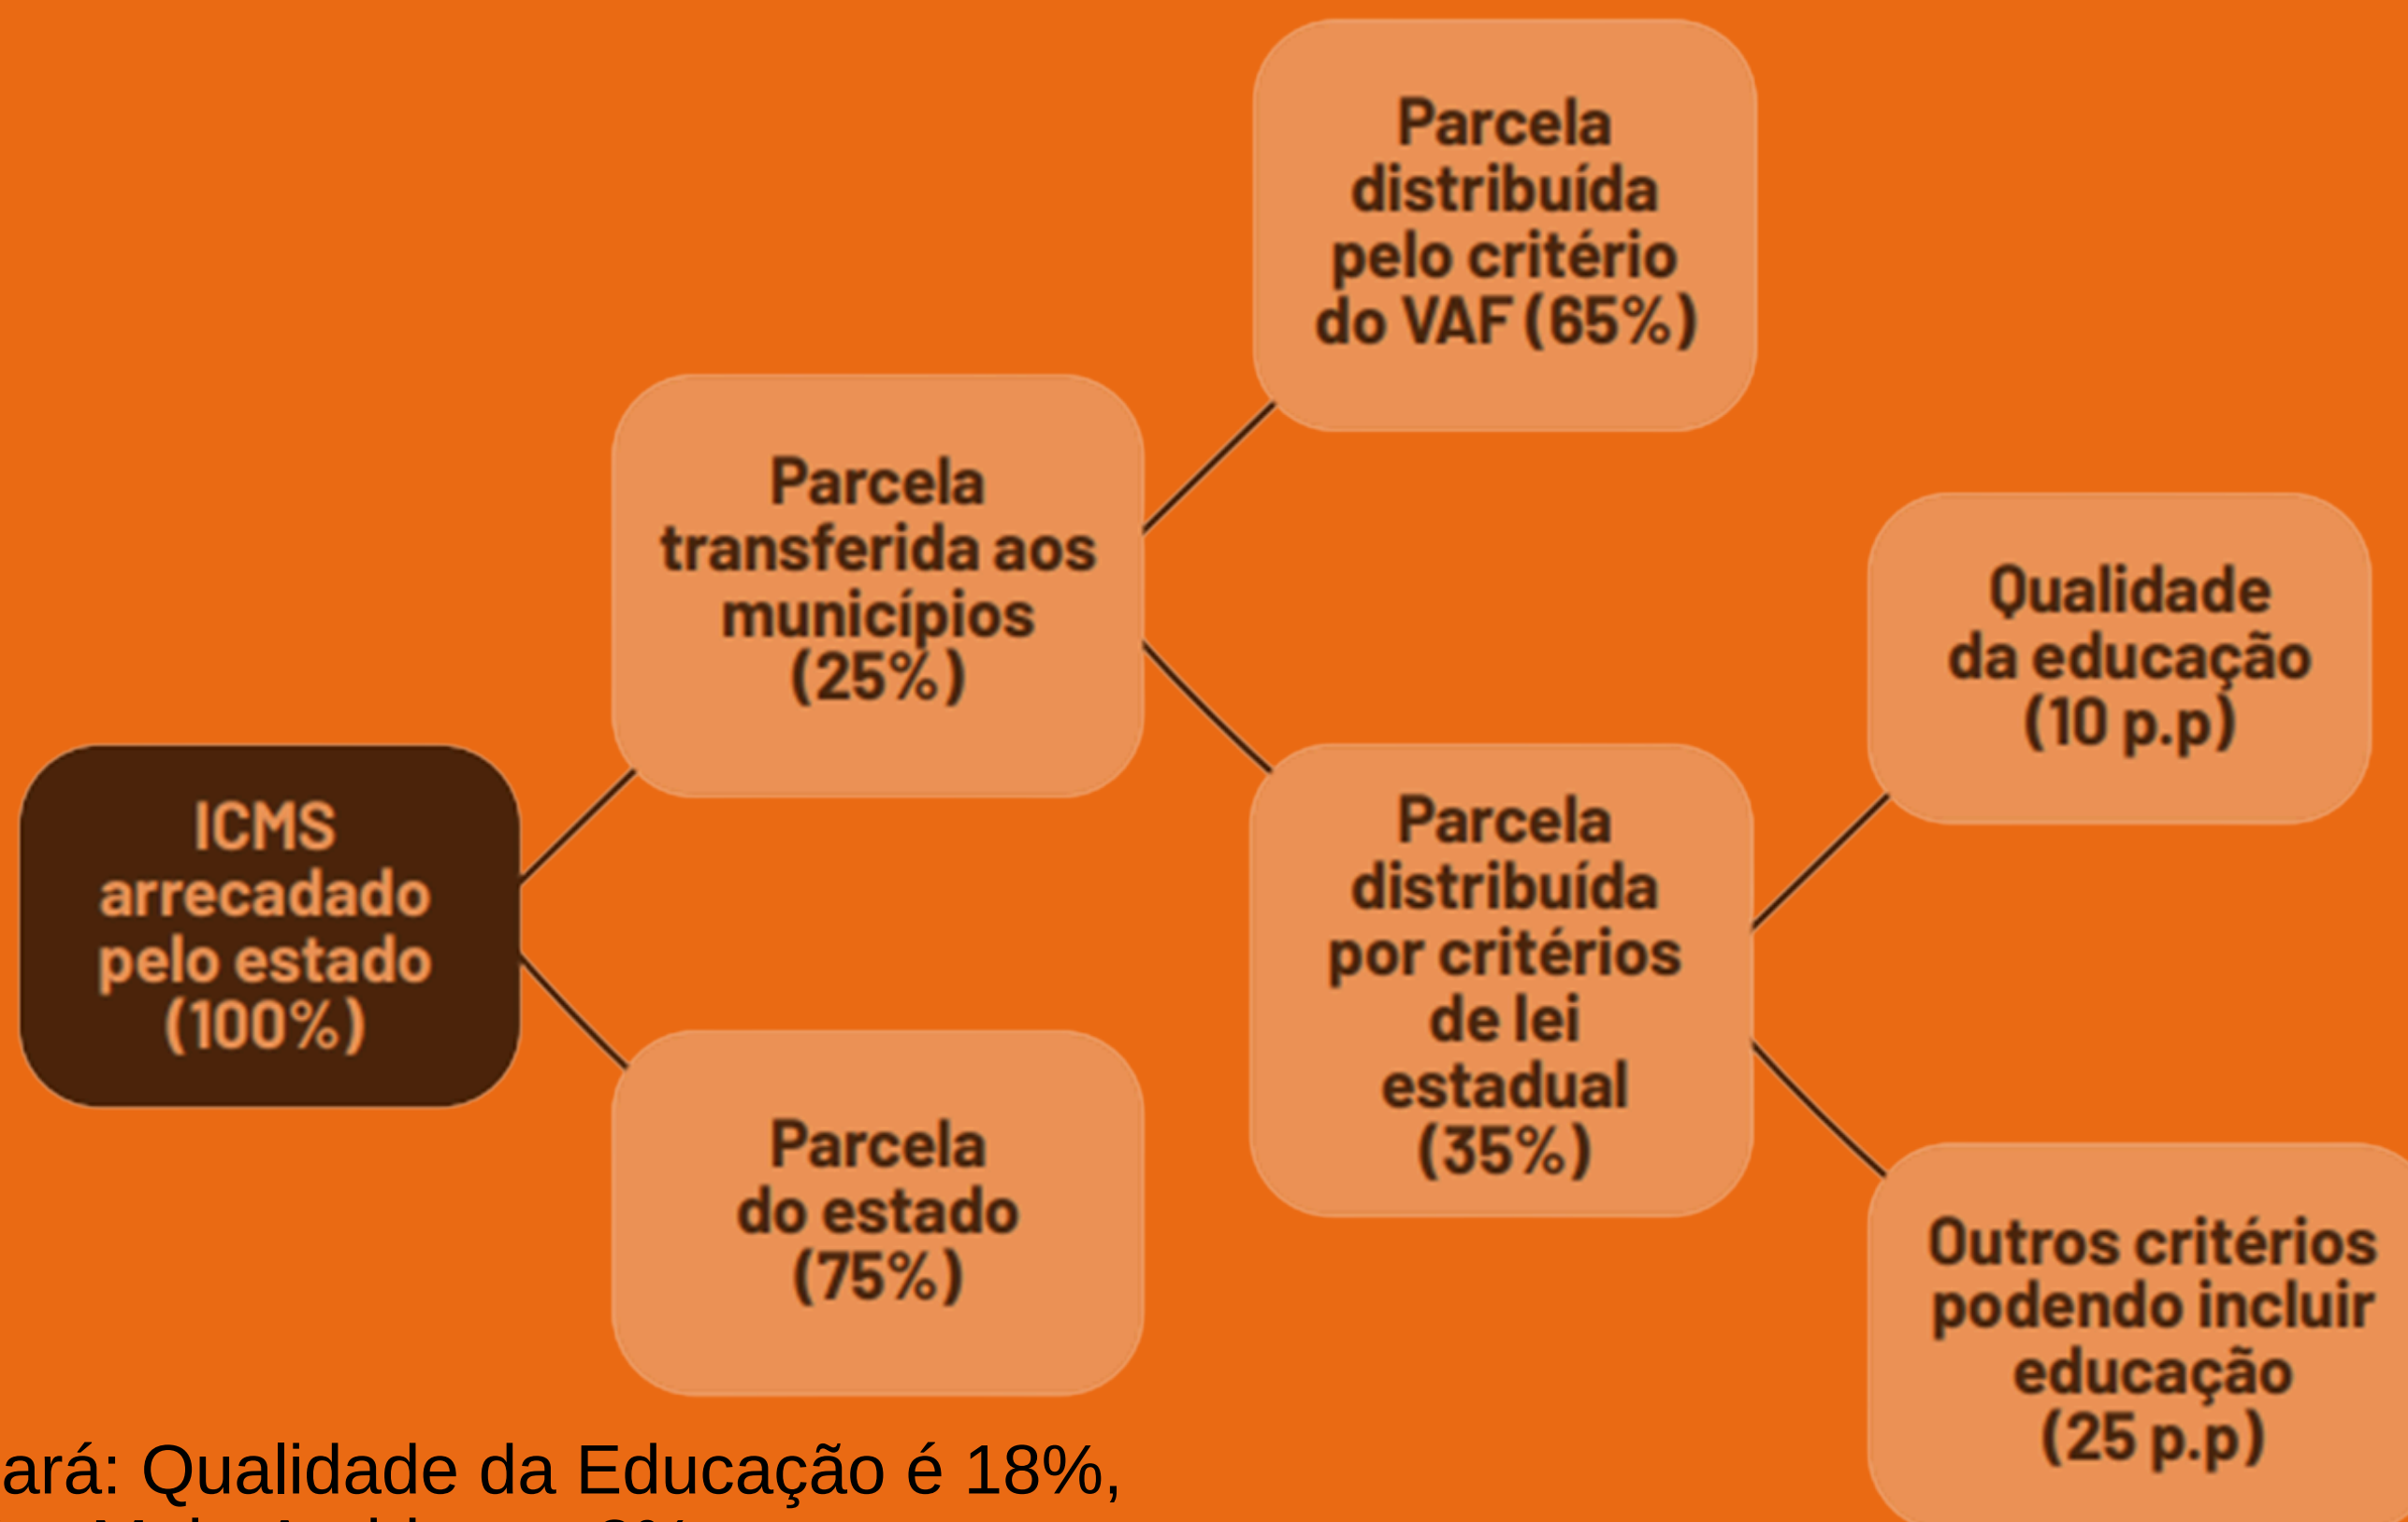 Parcela
distribuída
pelo critério
do VAF (65%)
Parcela
transferida aos
municípios
(25%)
Qualidade
da educação
(10 p.p)
ICMS
arrecadado
pelo estado
(100%)
Parcela
distribuída
por critérios
de lei
estadual
(35%)
Parcela
do estado
(75%)
Outros critérios
podendo incluir
educação
(25 p.p)
ará: Qualidade da Educação é 18%,